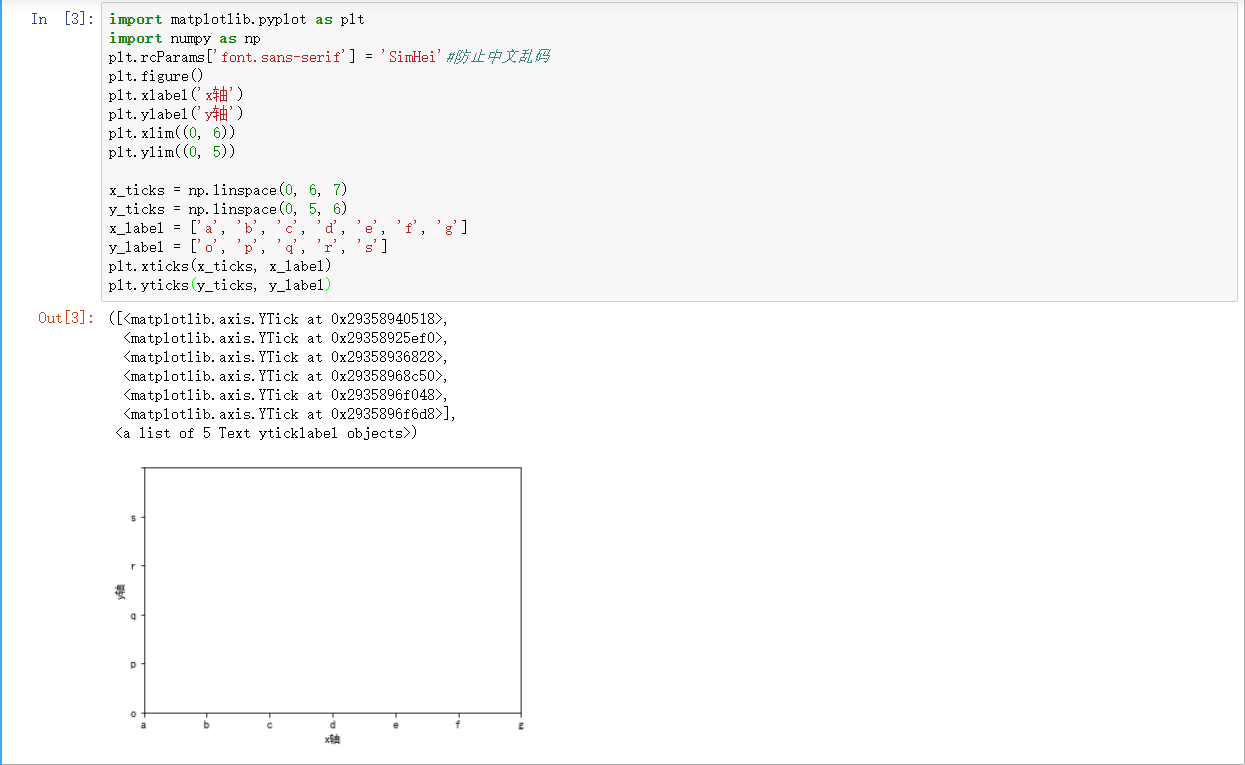 In [3]:
import matplotlib.pyplot as plt
import numpy as np
plt.rcParams['font.sans-serif'] = 'SimHei'#防止中文乱码
plt.figure()
plt.xlabel('x轴')
plt.ylabel('y轴')
plt.xlim((0, 6))
plt.ylim((0, 5))
x_ticks = np.linspace(0, 6, 7)
y_ticks = np.linspace(0, 5, 6)
x_label = ['a', 'b', 'c', 'd', 'e', 'f', 'g']
y_label = ['o', 'p', 'q', 'r', 's']
plt.xticks(x_ticks, x_label)
plt.yticks(y_ticks, y_label)
Out[3]:
([<matplotlib.axis.YTick at 0x29358940518>,
<matplotlib.axis.YTick at 0x29358925ef0>,
<matplotlib.axis.YTick at 0x29358936828>,
<matplotlib.axis.YTick at 0x29358968c50>,
<matplotlib.axis.YTick at 0x2935896f048>,
<matplotlib.axis.YTick at 0x2935896f6d8>],
<a list of 5 Text yticklabel objects>)
s
r
y轴
q
p
o
a b c d e f g
x轴